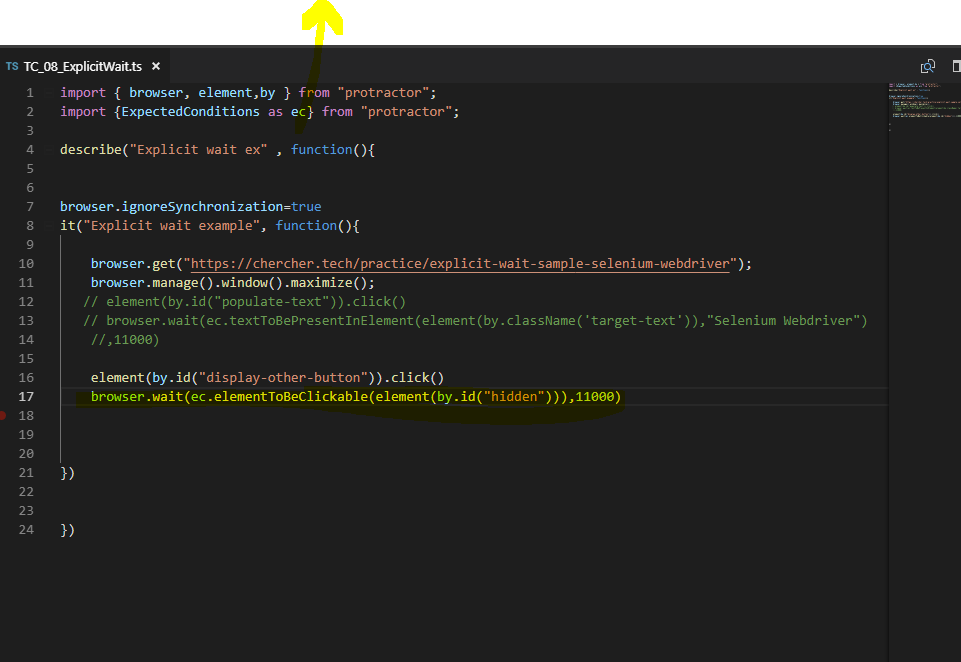 TS TC_08_ExplicitWait.ts ×
1 import { browser, element,by } from "protractor";
2 import {ExpectedConditions as ec} from "protractor";
3
4 describe("Explicit wait ex" , function(){
5
6
7 browser.ignoreSynchronization=true
8 it("Explicit wait example", function(){
9
10 browser.get("https://chercher.tech/practice/explicit-wait-sample-selenium-webdriver");
11 browser.manage().window().maximize();
12 // element(by.id("populate-text")).click()
13 // browser.wait(ec.textToBePresentInElement(element(by.className('target-text')),"Selenium Webdriver")
14 //,11000)
15
16 element(by.id("display-other-button")).click()
17 browser.wait(ec.elementToBeClickable(element(by.id("hidden"))),11000)
18
19
20
21 })
22
23
24 })